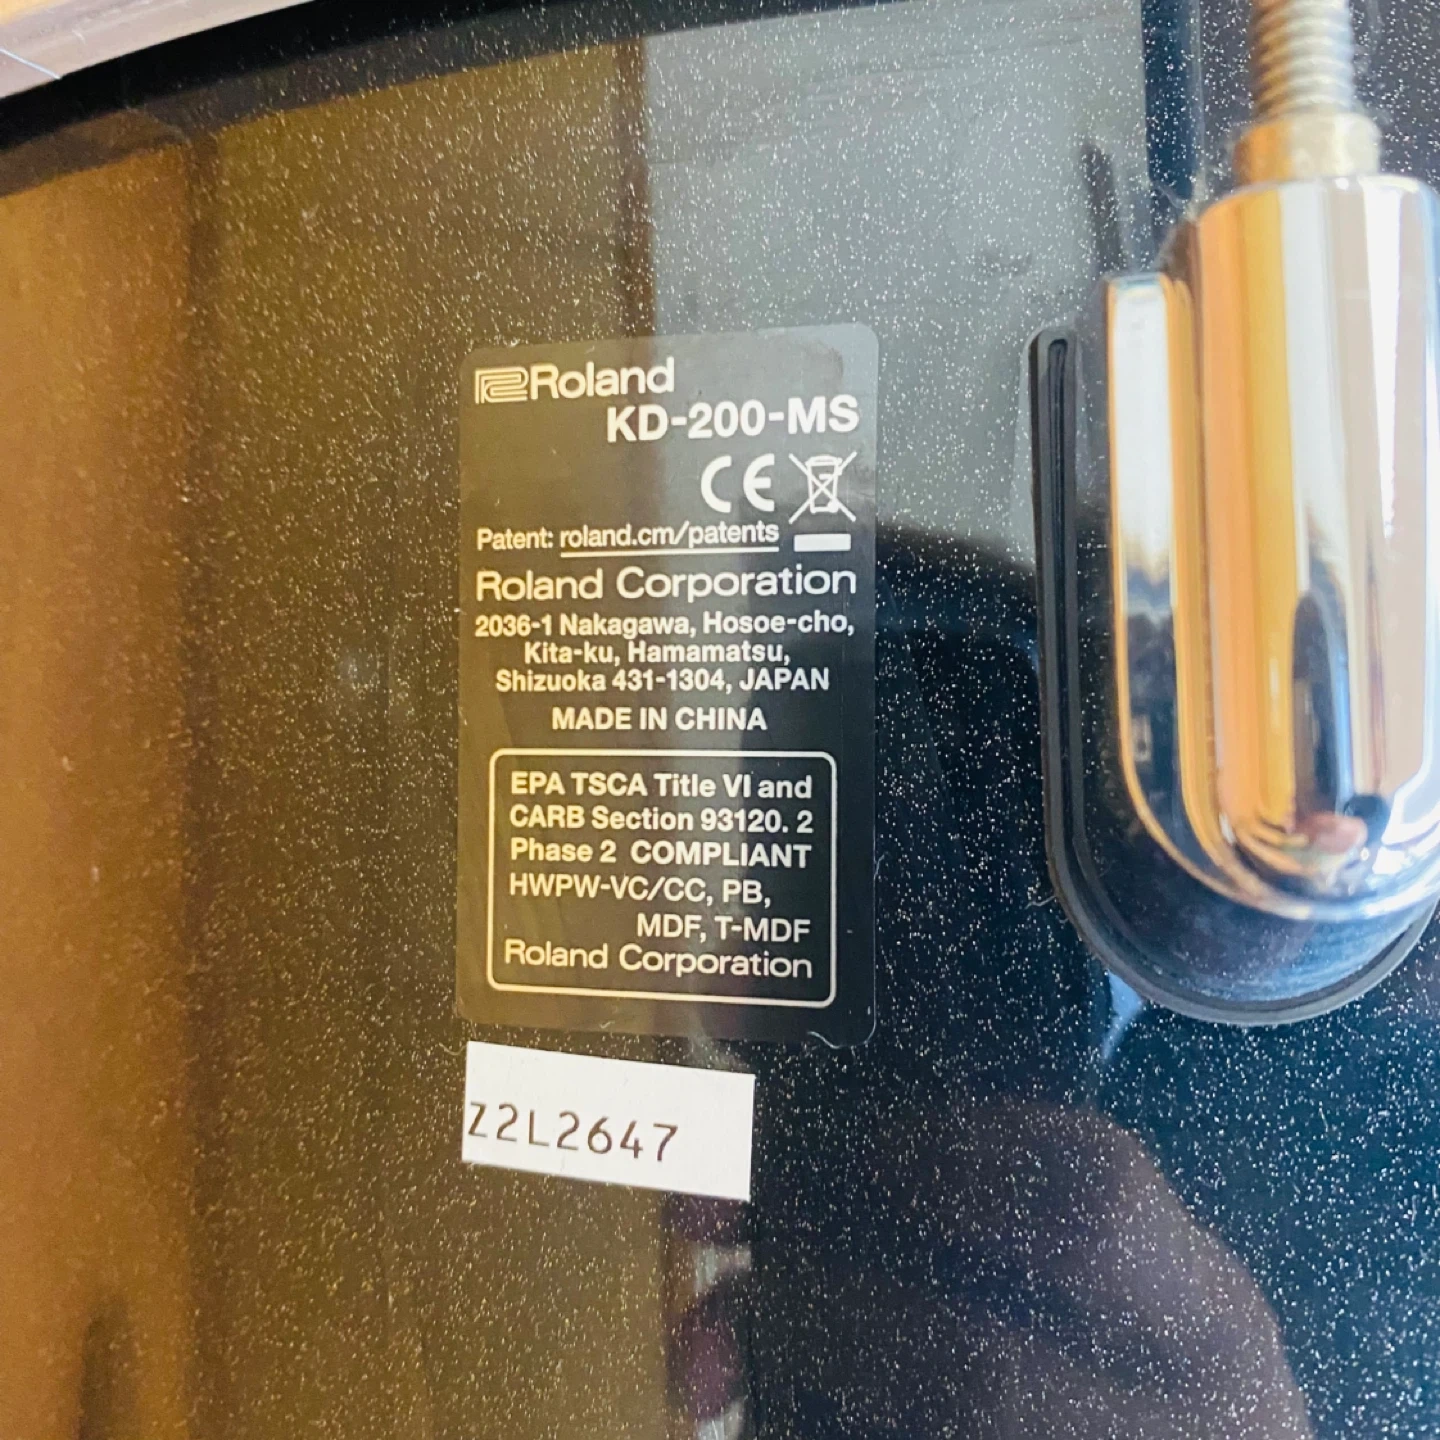 Roland
KD-200-MS
CE
Patent: roland.cm/patents
Roland Corporation
2036-1 Nakagawa, Hosoe-cho,
Kita-ku, Hamamatsu,
Shizuoka 431-1304, JAPAN
MADE IN CHINA
EPA TSCA Title VI and
CARB Section 93120. 2
Phase 2 COMPLIANT
HWPW-VC/CC, PB,
MDF, T-MDF
Roland Corporation
Z2L2647